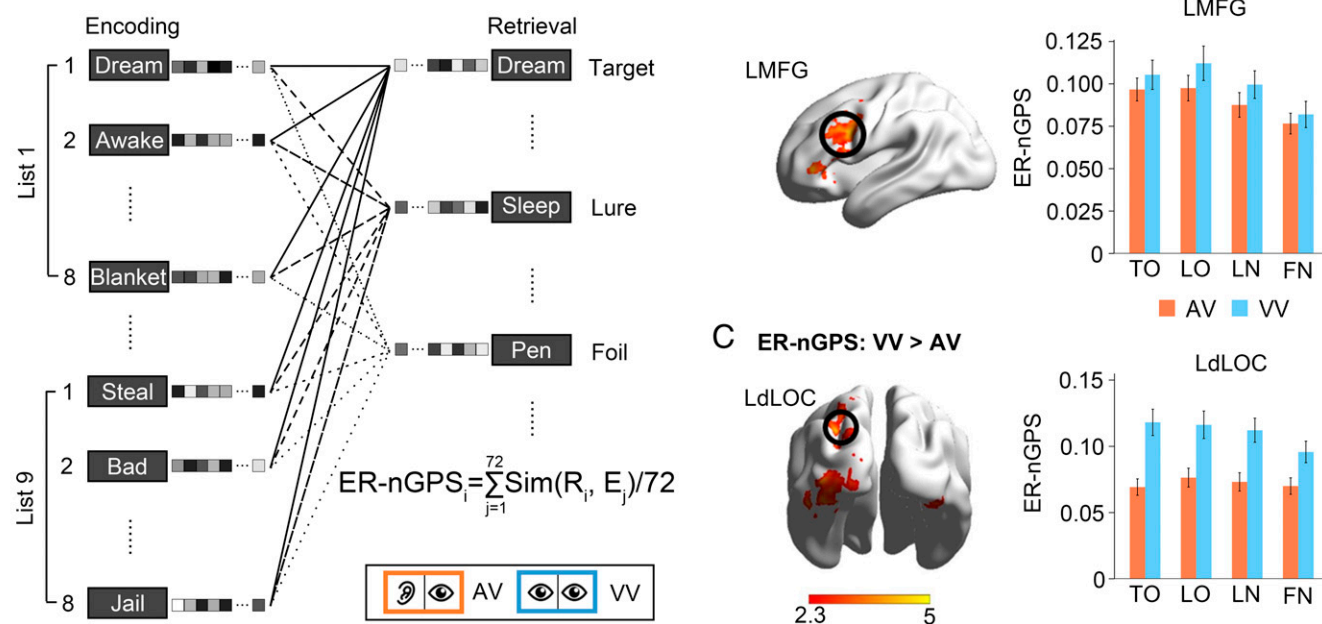 Encoding
Retrieval
List 1
1 Dream
2 Awake
8 Blanket
List 9
1 Steal
2 Bad
8 Jail
Dream Target
Sleep Lure
Pen Foil
ER-nGPSᵢ=∑Sim(Rᵢ, Eⱼ)/72
72
j=1
AV VV
LMFG
LMFG
ER-nGPS
0.125
0.100
0.075
0.050
0.025
0
TO LO LN FN
AV VV
C ER-nGPS: VV > AV
LdLOC
2.3 5
LdLOC
ER-nGPS
0.15
0.10
0.05
0
TO LO LN FN